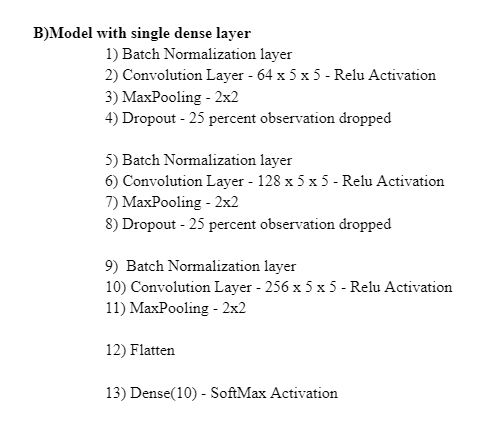 B)Model with single dense layer
1) Batch Normalization layer
2) Convolution Layer - 64 x 5 x 5 - Relu Activation
3) MaxPooling - 2x2
4) Dropout - 25 percent observation dropped
5) Batch Normalization layer
6) Convolution Layer - 128 x 5 x 5 - Relu Activation
7) MaxPooling - 2x2
8) Dropout - 25 percent observation dropped
9) Batch Normalization layer
10) Convolution Layer - 256 x 5 x 5 - Relu Activation
11) MaxPooling - 2x2
12) Flatten
13) Dense(10) - SoftMax Activation